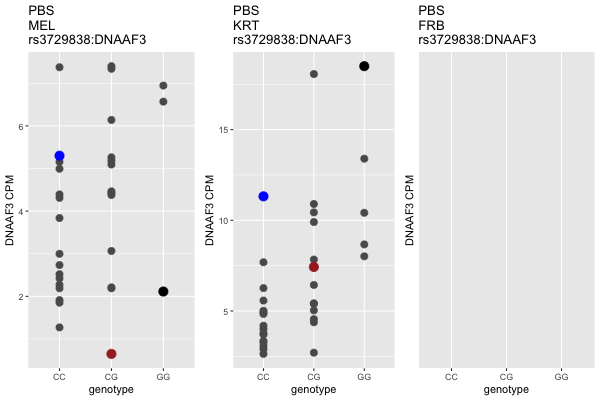 PBS
MEL
rs3729838:DNAAF3
DNAAF3 CPM
6
4
2
CC
CG
GG
genotype
PBS
KRT
rs3729838:DNAAF3
DNAAF3 CPM
15
10
5
CC
CG
GG
genotype
PBS
FRB
rs3729838:DNAAF3
DNAAF3 CPM
CC
CG
GG
genotype